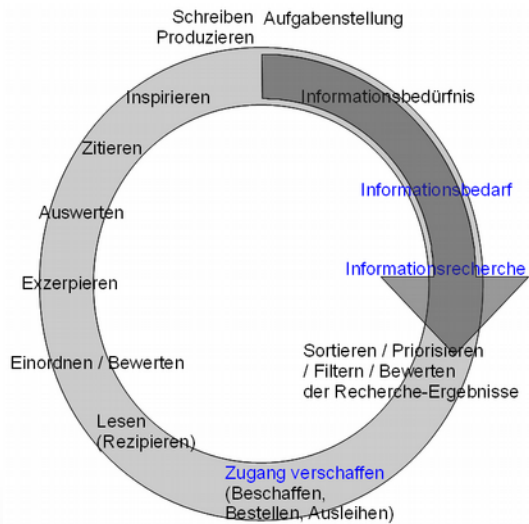 Schreiben
Produzieren
Aufgabenstellung
Informationsbedürfnis
Informationsbedarf
Informationsrecherche
Sortieren / Priorisieren
/ Filtern / Bewerten
der Recherche-Ergebnisse
Zugang verschaffen
(Beschaffen,
Bestellen, Ausleihen)
Lesen
(Rezipieren)
Einordnen / Bewerten
Exzerpieren
Auswerten
Zitieren
Inspirieren